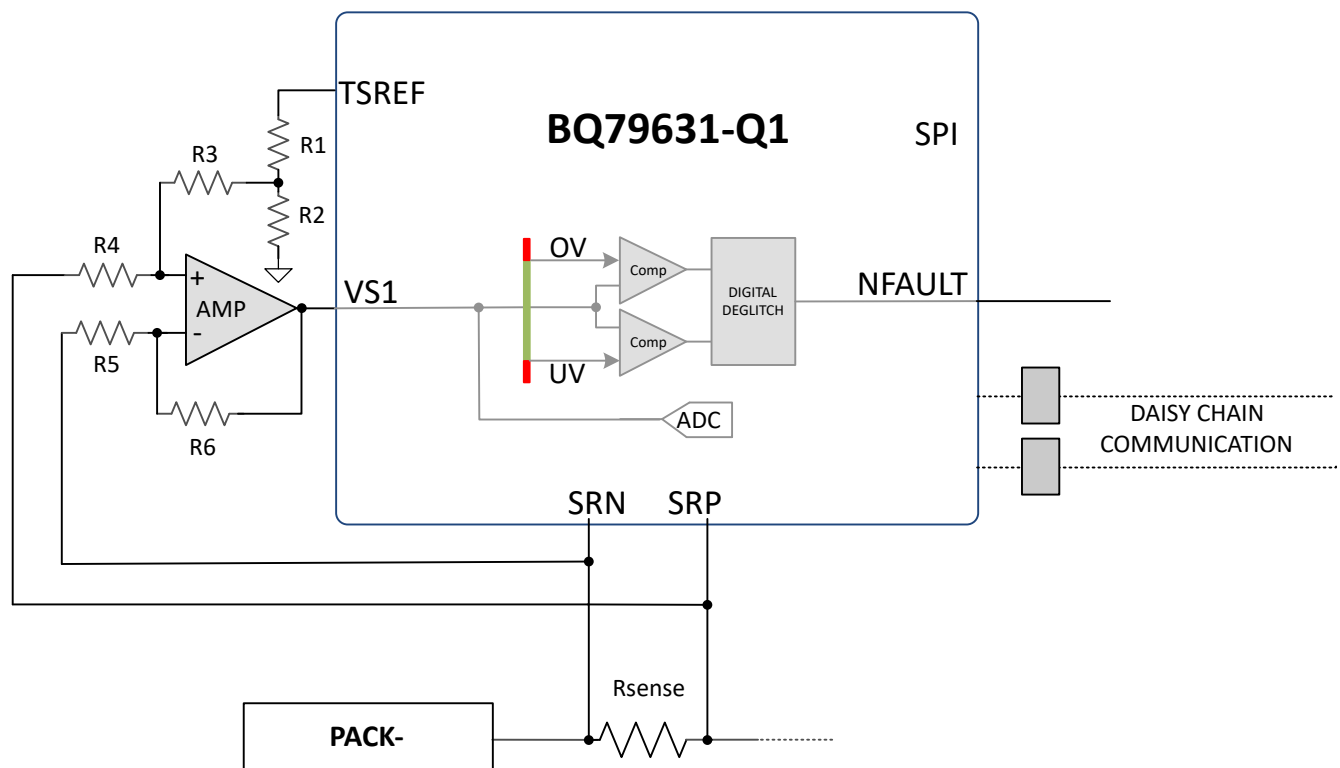 TSREF
BQ79631-Q1
SPI
R1
R3
R2
R4
+
AMP
-
VS1
R5
R6
OV
Comp
Comp
UV
DIGITAL
DEGLITCH
NFAULT
ADC
DAISY CHAIN
COMMUNICATION
SRN
SRP
Rsense
PACK-